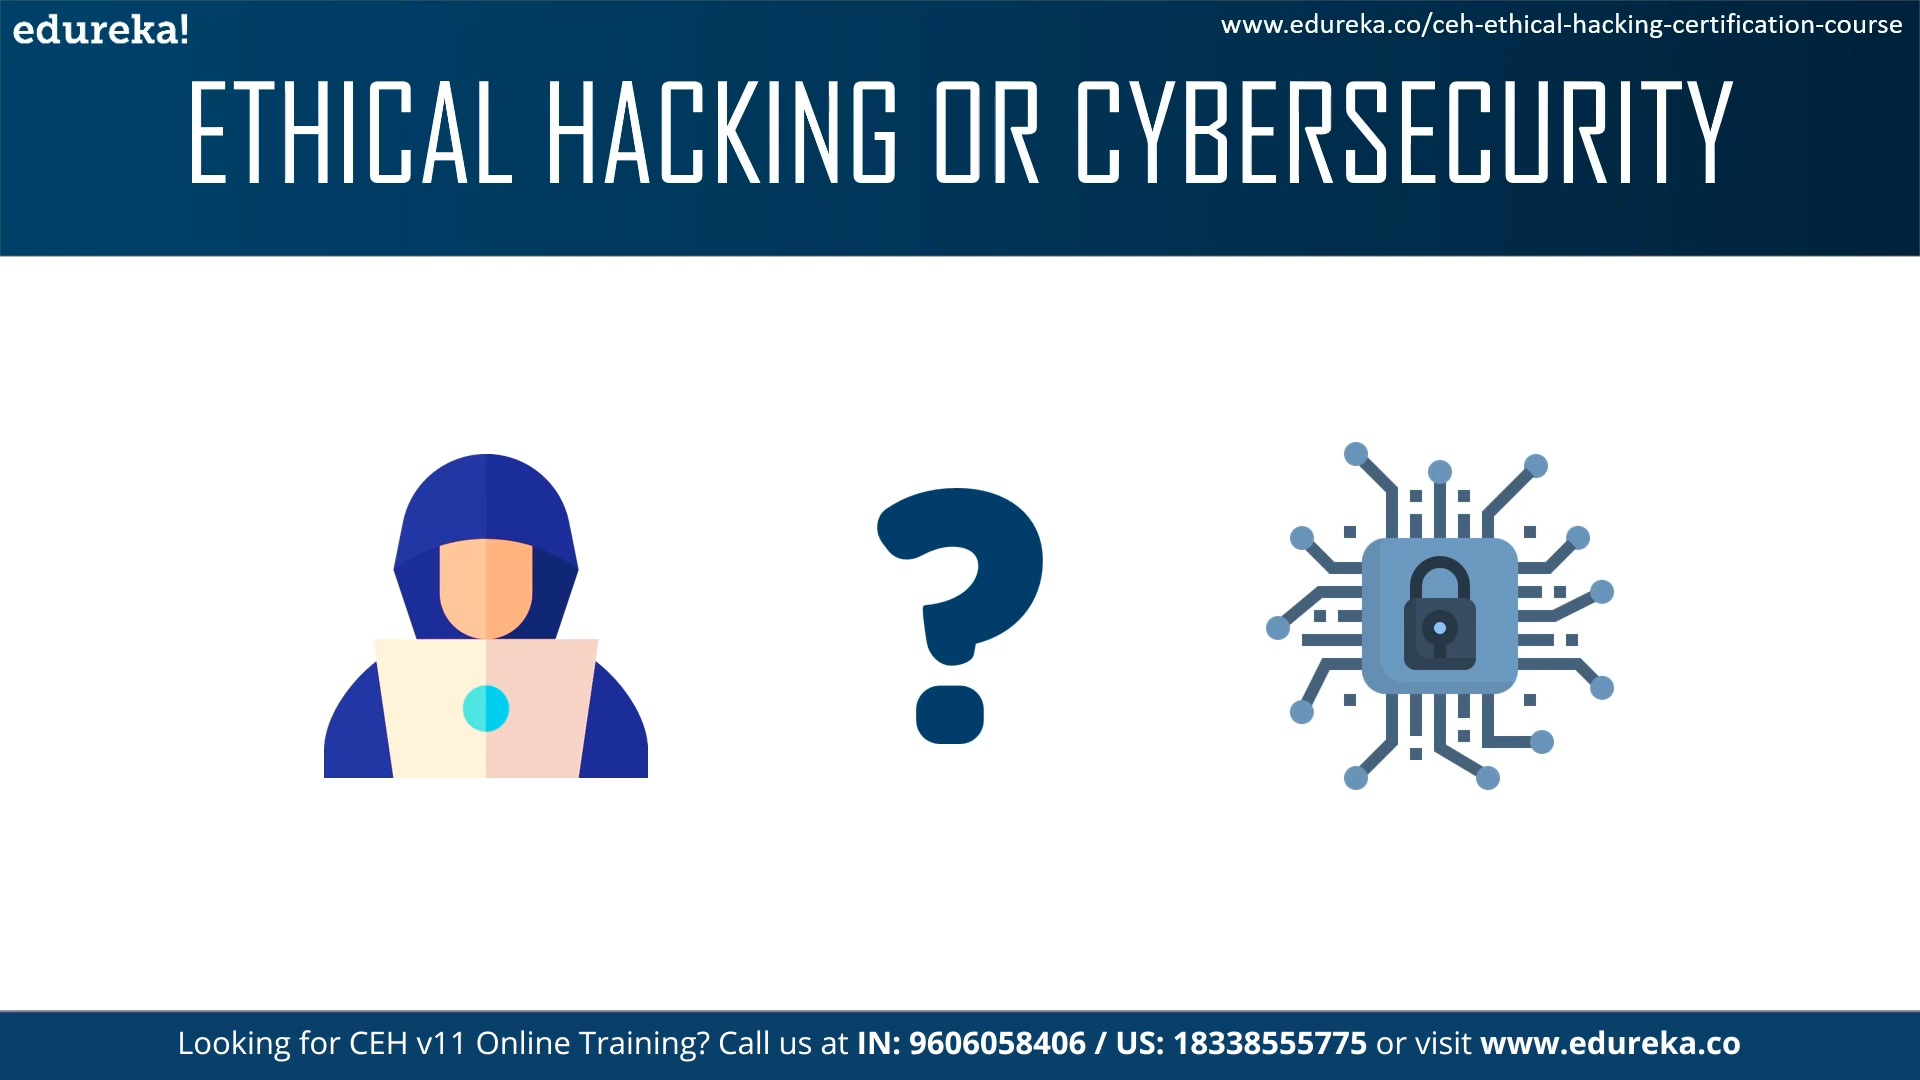 edureka!
www.edureka.co/ceh-ethical-hacking-certification-course
ETHICAL HACKING OR CYBERSECURITY
?
Looking for CEH v11 Online Training? Call us at IN: 9606058406 / US: 18338555775 or visit www.edureka.co